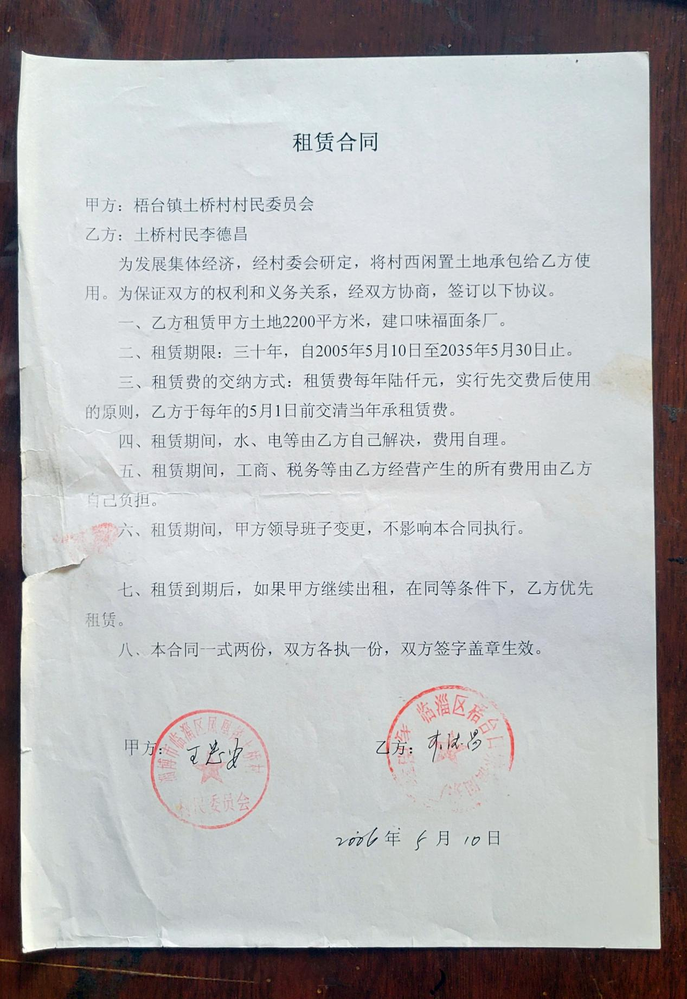 租赁合同
甲方：梧台镇土桥村村民委员会
乙方：土桥村民李德昌
为发展集体经济，经村委会研定，将村西闲置土地承包给乙方使
用。为保证双方的权利和义务关系，经双方协商，签订以下协议。
一、乙方租赁甲方土地2200平方米，建口味福面条厂。
二、租赁期限：三十年，自2005年5月10日至2035年5月30日止。
三、租赁费的交纳方式：租赁费每年陆仟元，实行先交费后使用
的原则，乙方于每年的5月1日前交清当年承租赁费。
四、租赁期间，水、电等由乙方自己解决，费用自理。
五、租赁期间，工商、税务等由乙方经营产生的所有费用由乙方
自己负担。
六、租赁期间，甲方领导班子变更，不影响本合同执行。
七、租赁到期后，如果甲方继续出租，在同等条件下，乙方优先
租赁。
八、本合同一式两份，双方各执一份，双方签字盖章生效。
甲方：
淄博市临淄区凤凰镇土桥村
村民委员会
乙方：李德昌
临淄区梧台
2006年5月10日